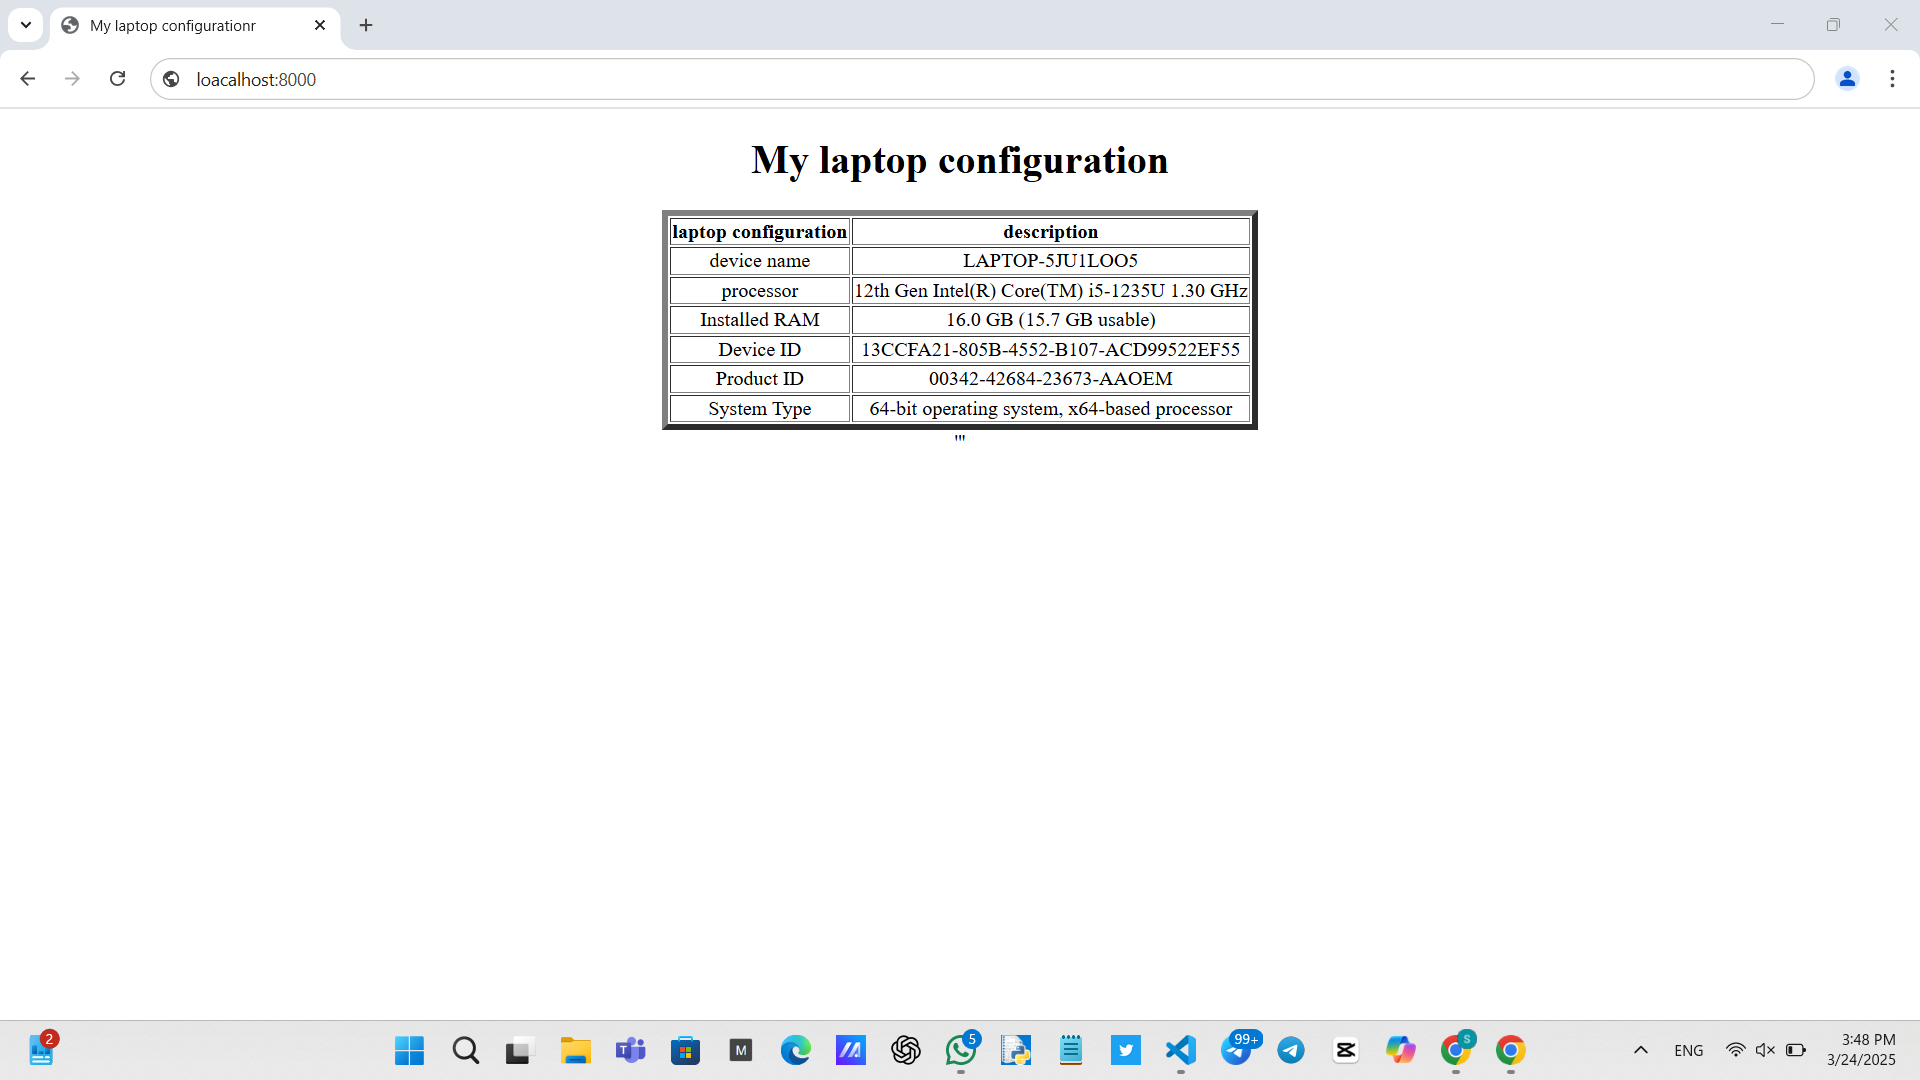 My laptop configurationr
loacalhost:8000
My laptop configuration
laptop configuration description
device name LAPTOP-5JU1LOO5
processor 12th Gen Intel(R) Core(TM) i5-1235U 1.30 GHz
Installed RAM 16.0 GB (15.7 GB usable)
Device ID 13CCFA21-805B-4552-B107-ACD99522EF55
Product ID 00342-42684-23673-AAOEM
System Type 64-bit operating system, x64-based processor
'''
2
M
5
99+
S
ENG
3:48 PM
3/24/2025